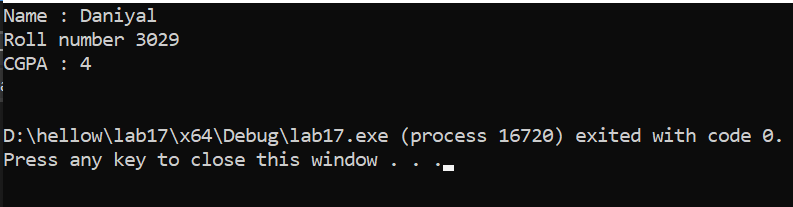 Name : Daniyal
Roll number 3029
CGPA : 4
D:\hellow\lab17\x64\Debug\lab17.exe (process 16720) exited with code 0.
Press any key to close this window . . .